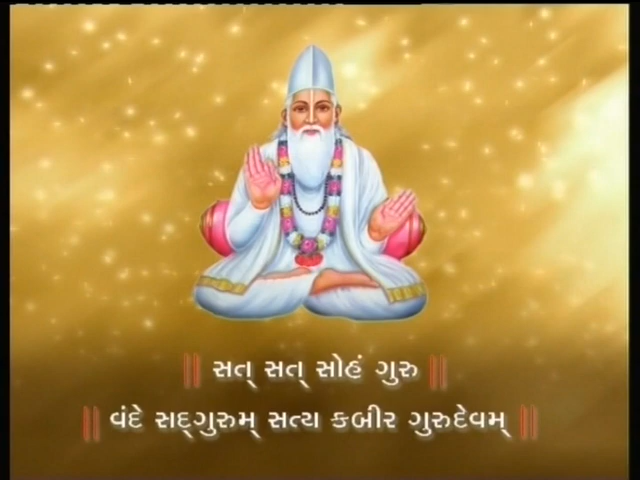 || સત્ સત્ સોહં ગુરુ ||
|| વંદે સદ્ગુરુમ્ સત્ય કબીર ગુરુદેવમ્ ||